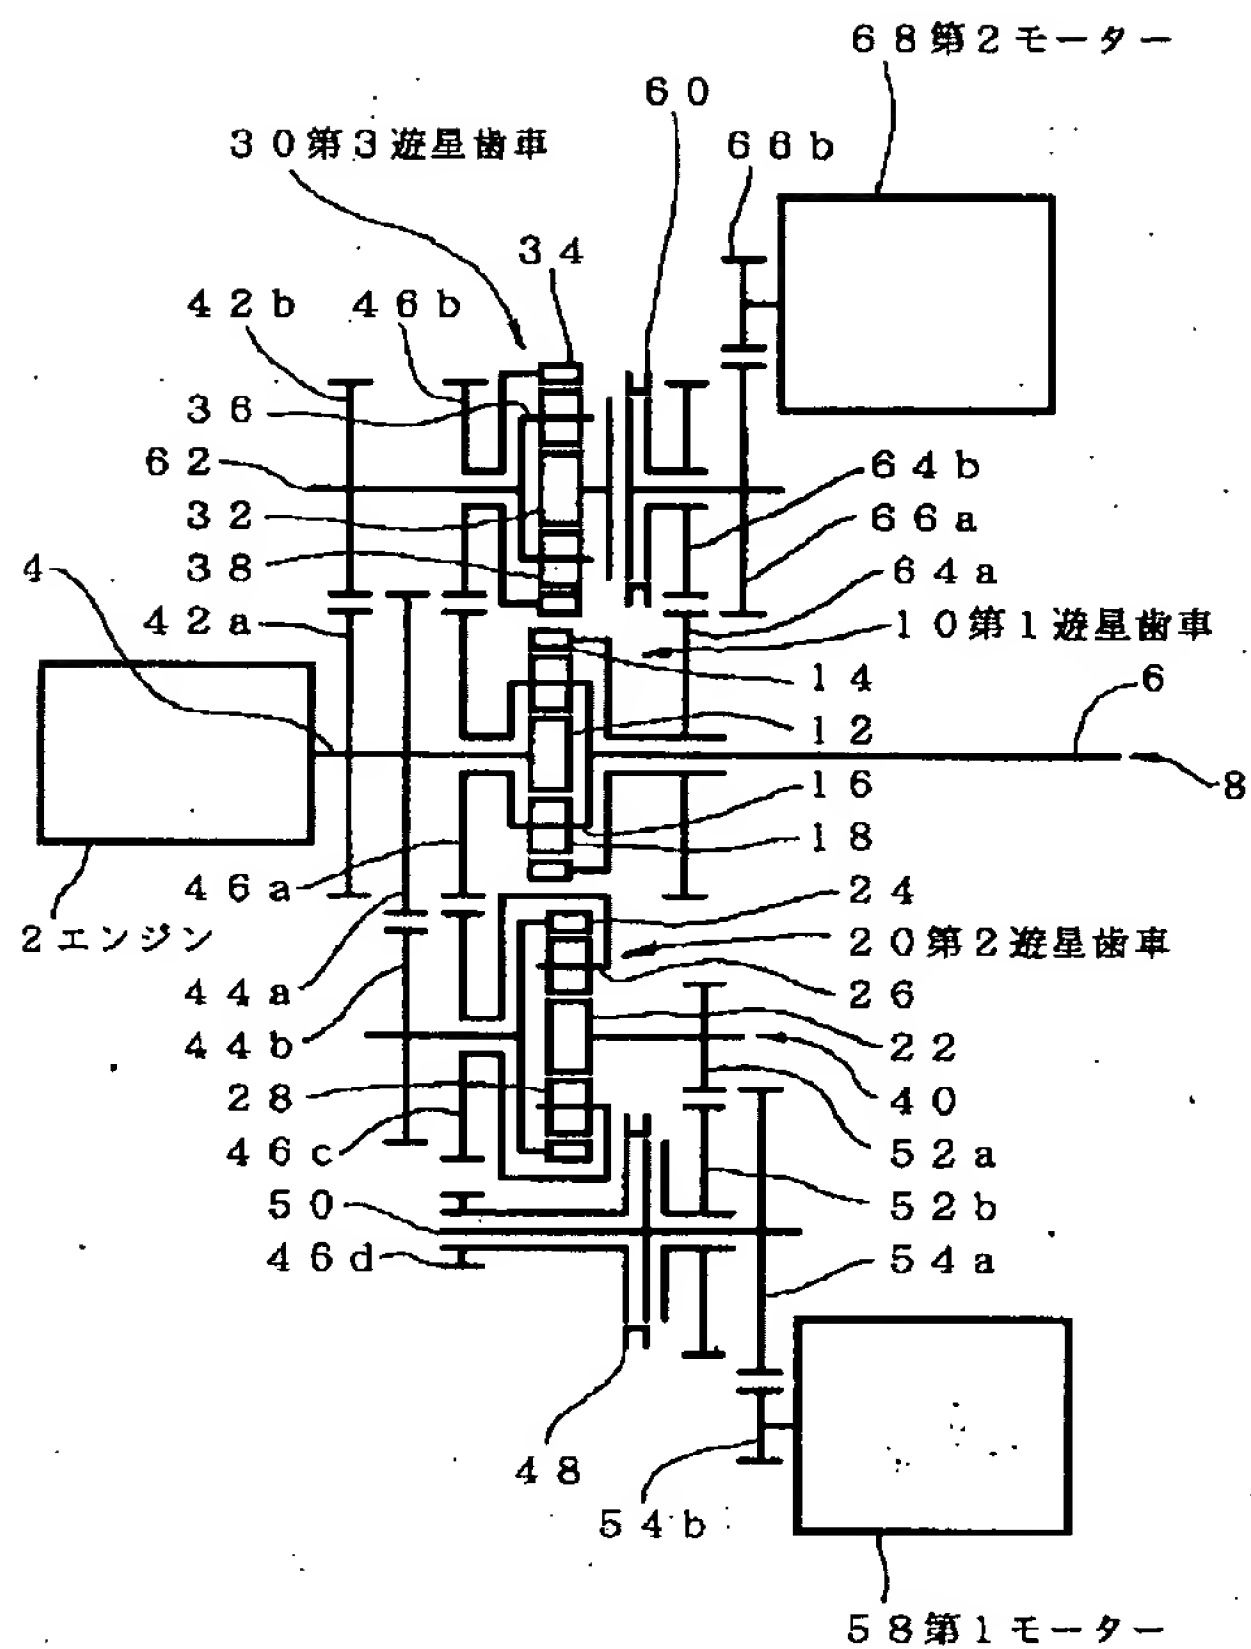 ６８第２モーター
６０
３０第３遊星歯車
６６ｂ
３４
４２ｂ
４６ｂ
３６
６２
６４ｂ
３２
６６ａ
３８
４
６４ａ
４２ａ
１０第１遊星歯車
１４
６
１２
８
１６
１８
４６ａ
２４
２エンジン
２０第２遊星歯車
４４ａ
２６
４４ｂ
２２
２８
４０
４６ｃ
５２ａ
５０
５２ｂ
４６ｄ
５４ａ
４８
５４ｂ
５８第１モーター